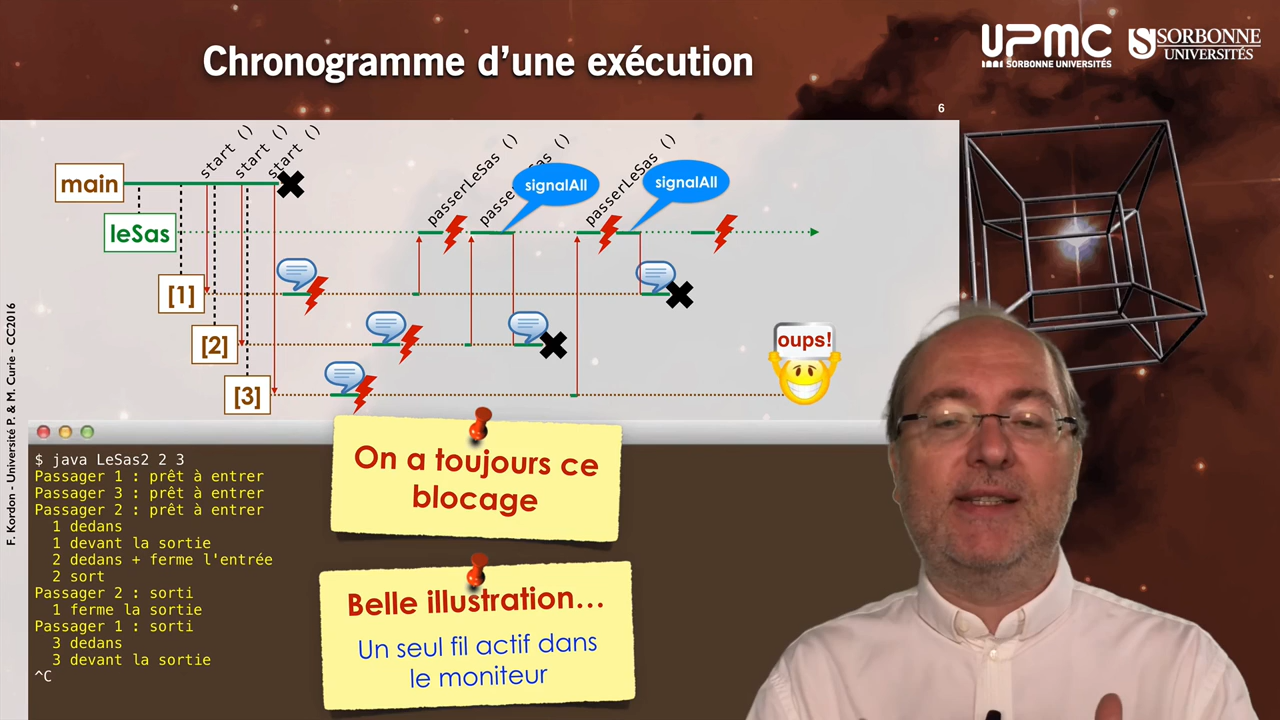 Chronogramme d'une exécution
UPMC
SORBONNE UNIVERSITÉS
SORBONNE
UNIVERSITÉS
6
start ()
start ()
start ()
passerLeSas ()
passerLeSas ()
passerLeSas ()
main
signalAll
signalAll
leSas
[1]
[2]
oups!
[3]
F. Kordon - Université P. & M. Curie - CC2016
$ java LeSas2 2 3
Passager 1 : prêt à entrer
Passager 3 : prêt à entrer
Passager 2 : prêt à entrer
1 dedans
1 devant la sortie
2 dedans + ferme l'entrée
2 sort
Passager 2 : sorti
1 ferme la sortie
Passager 1 : sorti
3 dedans
3 devant la sortie
^C
On a toujours ce
blocage
Belle illustration…
Un seul fil actif dans
le moniteur